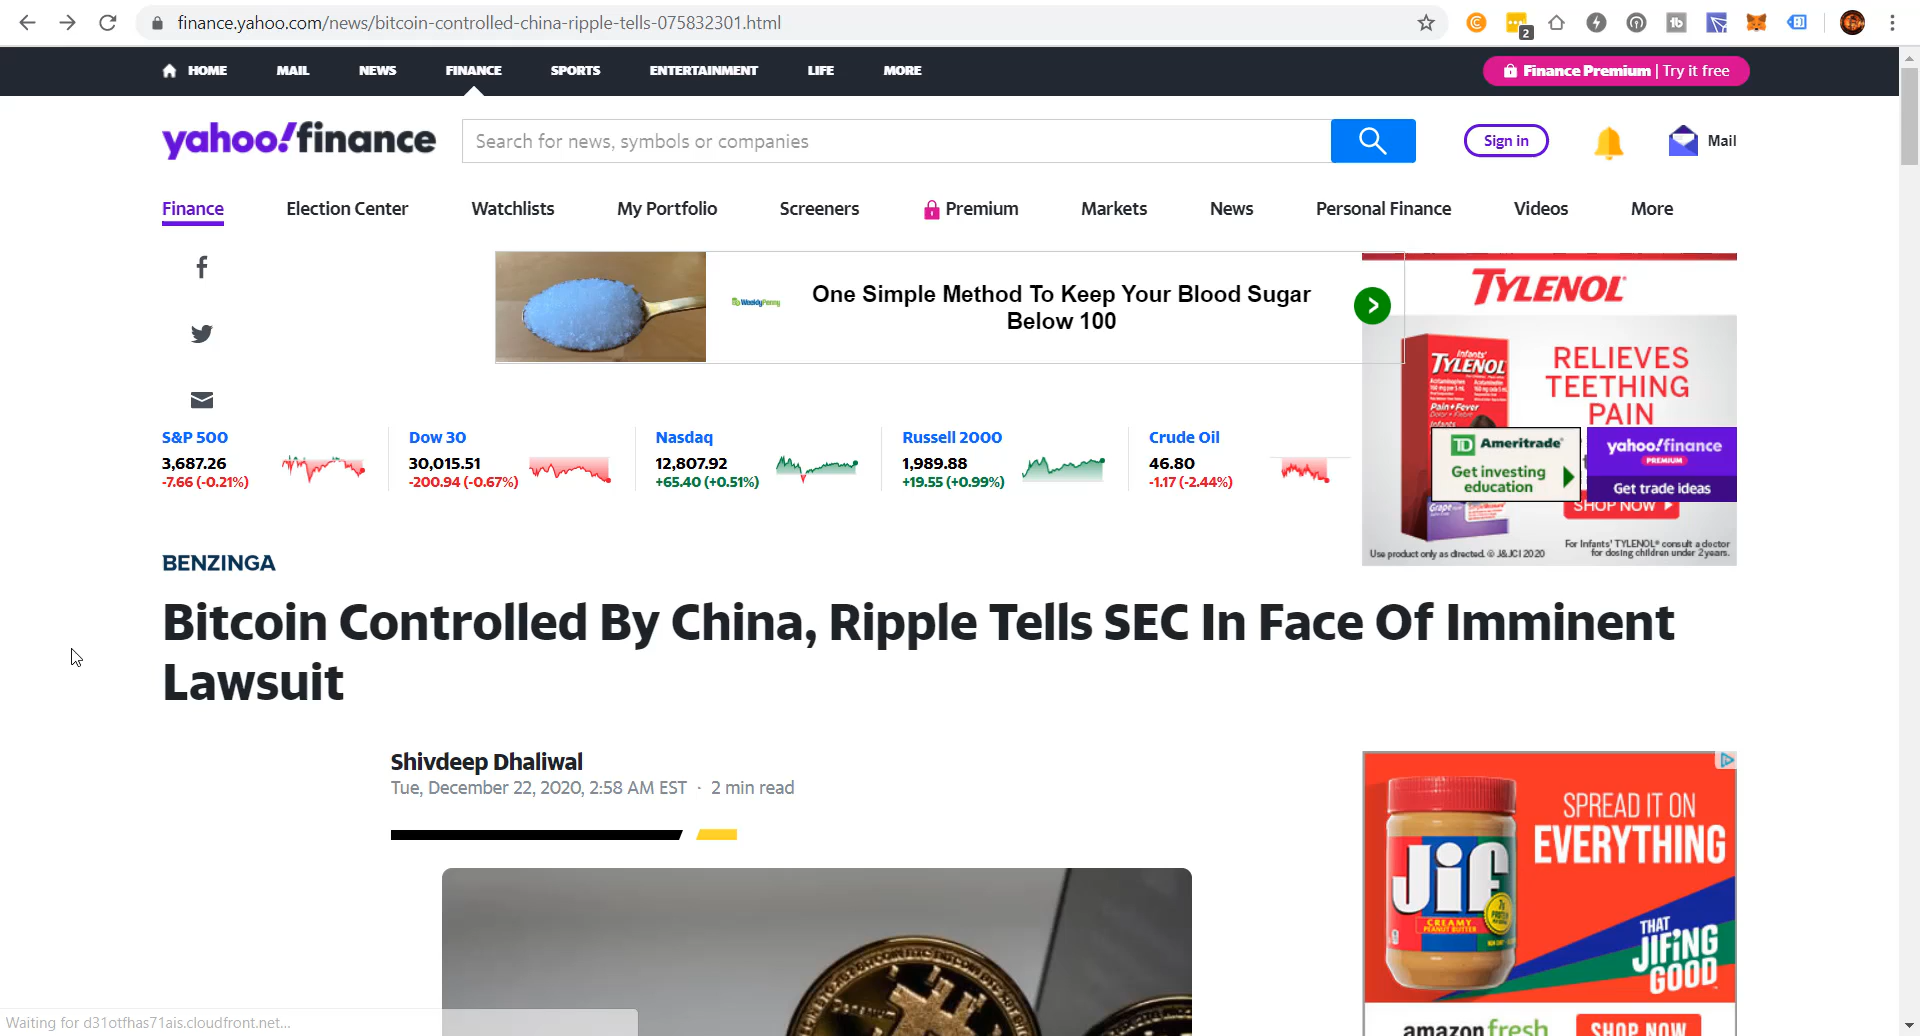 finance.yahoo.com/news/bitcoin-controlled-china-ripple-tells-075832301.html
2
HOME MAIL NEWS FINANCE SPORTS ENTERTAINMENT LIFE MORE
Finance Premium | Try it free
yahoo!finance
Search for news, symbols or companies
Sign in
Mail
Finance Election Center Watchlists My Portfolio Screeners Premium Markets News Personal Finance Videos More
WeeklyPenny
One Simple Method To Keep Your Blood Sugar
Below 100
TYLENOL
RELIEVES
TEETHING
PAIN
Infants'
TYLENOL
Pain+Fever
Infants'
TD Ameritrade
Get investing
education
yahoo!finance
PREMIUM
Get trade ideas
Grape
SHOP NOW
Use product only as directed. © J&JCI 2020
For Infants' TYLENOL® consult a doctor
for dosing children under 2 years.
S&P 500
3,687.26
-7.66 (-0.21%)
Dow 30
30,015.51
-200.94 (-0.67%)
Nasdaq
12,807.92
+65.40 (+0.51%)
Russell 2000
1,989.88
+19.55 (+0.99%)
Crude Oil
46.80
-1.17 (-2.44%)
BENZINGA
Bitcoin Controlled By China, Ripple Tells SEC In Face Of Imminent
Lawsuit
Shivdeep Dhaliwal
Tue, December 22, 2020, 2:58 AM EST · 2 min read
SPREAD IT ON
EVERYTHING
Jif
CREAMY
PEANUT BUTTER
THAT
JIFING
GOOD
amazon fresh
SHOP NOW
Waiting for d31otfhas71ais.cloudfront.net...